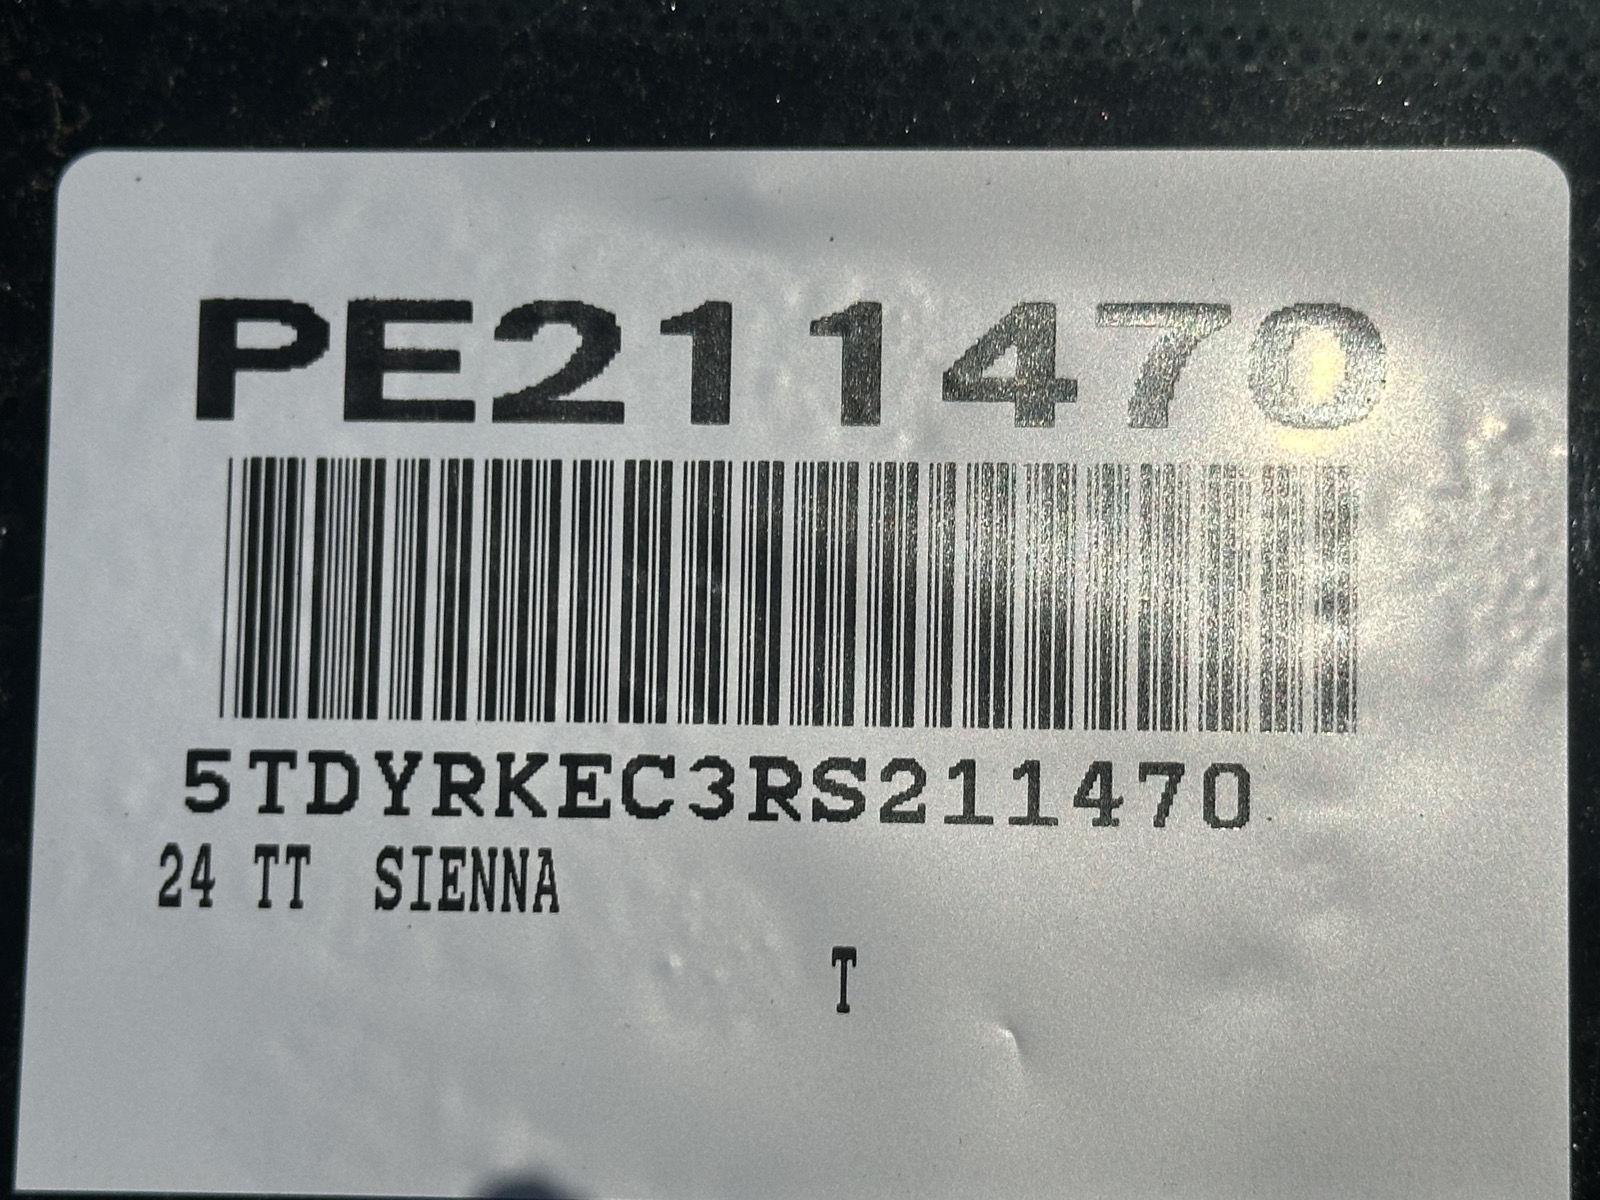 PE211470
5TDYRKEC3RS211470
24 TT SIENNA
T